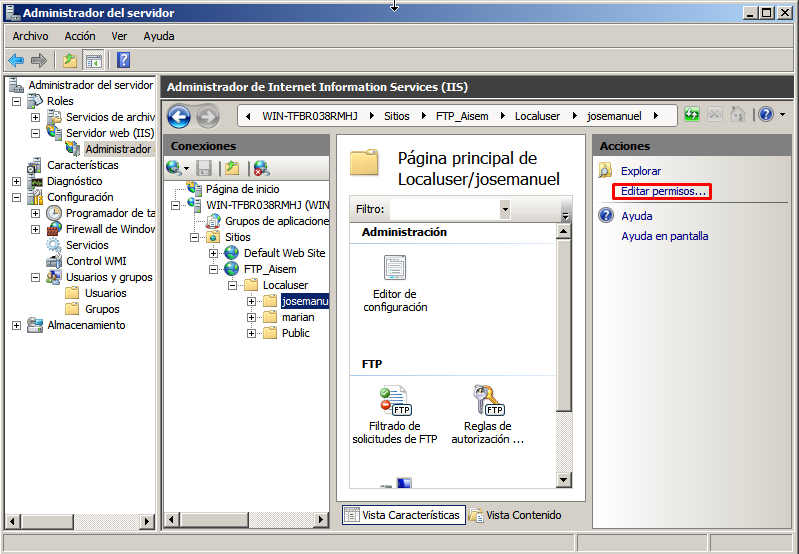 Administrador del servidor
Archivo Acción Ver Ayuda
Administrador del servidor
Roles
Servicios de archiv
Servidor web (IIS)
Administrador
Características
Diagnóstico
Configuración
Programador de ta
Firewall de Window
Servicios
Control WMI
Usuarios y grupos
Usuarios
Grupos
Almacenamiento
Administrador de Internet Information Services (IIS)
WIN-TFBR038RMHJ Sitios FTP_Aisem Localuser josemanuel
Conexiones
Página de inicio
WIN-TFBR038RMHJ (WIN
Grupos de aplicacione
Sitios
Default Web Site
FTP_Aisem
Localuser
josemanue
marian
Public
Página principal de
Localuser/josemanuel
Filtro:
Administración
Editor de
configuración
FTP
FTP
Filtrado de
solicitudes de FTP
FTP
Reglas de
autorización ...
Vista Características Vista Contenido
Acciones
Explorar
Editar permisos...
Ayuda
Ayuda en pantalla